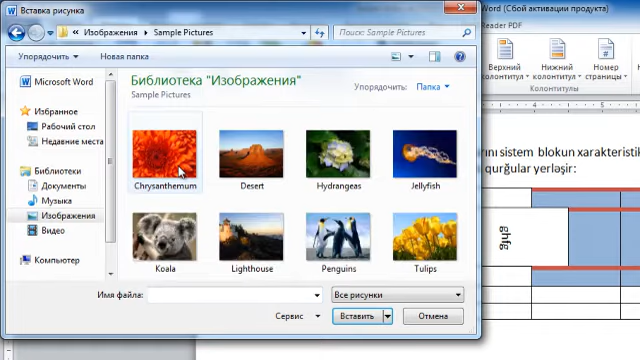 Вставка рисунка
Word (Сбой активации продукта)
Изображения
Sample Pictures
Поиск: Sample Pictures
Reader PDF
Упорядочить
Новая папка
Верхний колонтитул
Нижний колонтитул
Номер страницы
Колонтитулы
Microsoft Word
Избранное
Рабочий стол
Недавние места
Библиотеки
Документы
Музыка
Изображения
Видео
Компьютер
Библиотека "Изображения"
Sample Pictures
Упорядочить:
Папка
Chrysanthemum
Desert
Hydrangeas
Jellyfish
Koala
Lighthouse
Penguins
Tulips
Имя файла:
Все рисунки
Сервис
Вставить
Отмена
5
6
sistem blokun xarakteristik
qurğular yerləşir: